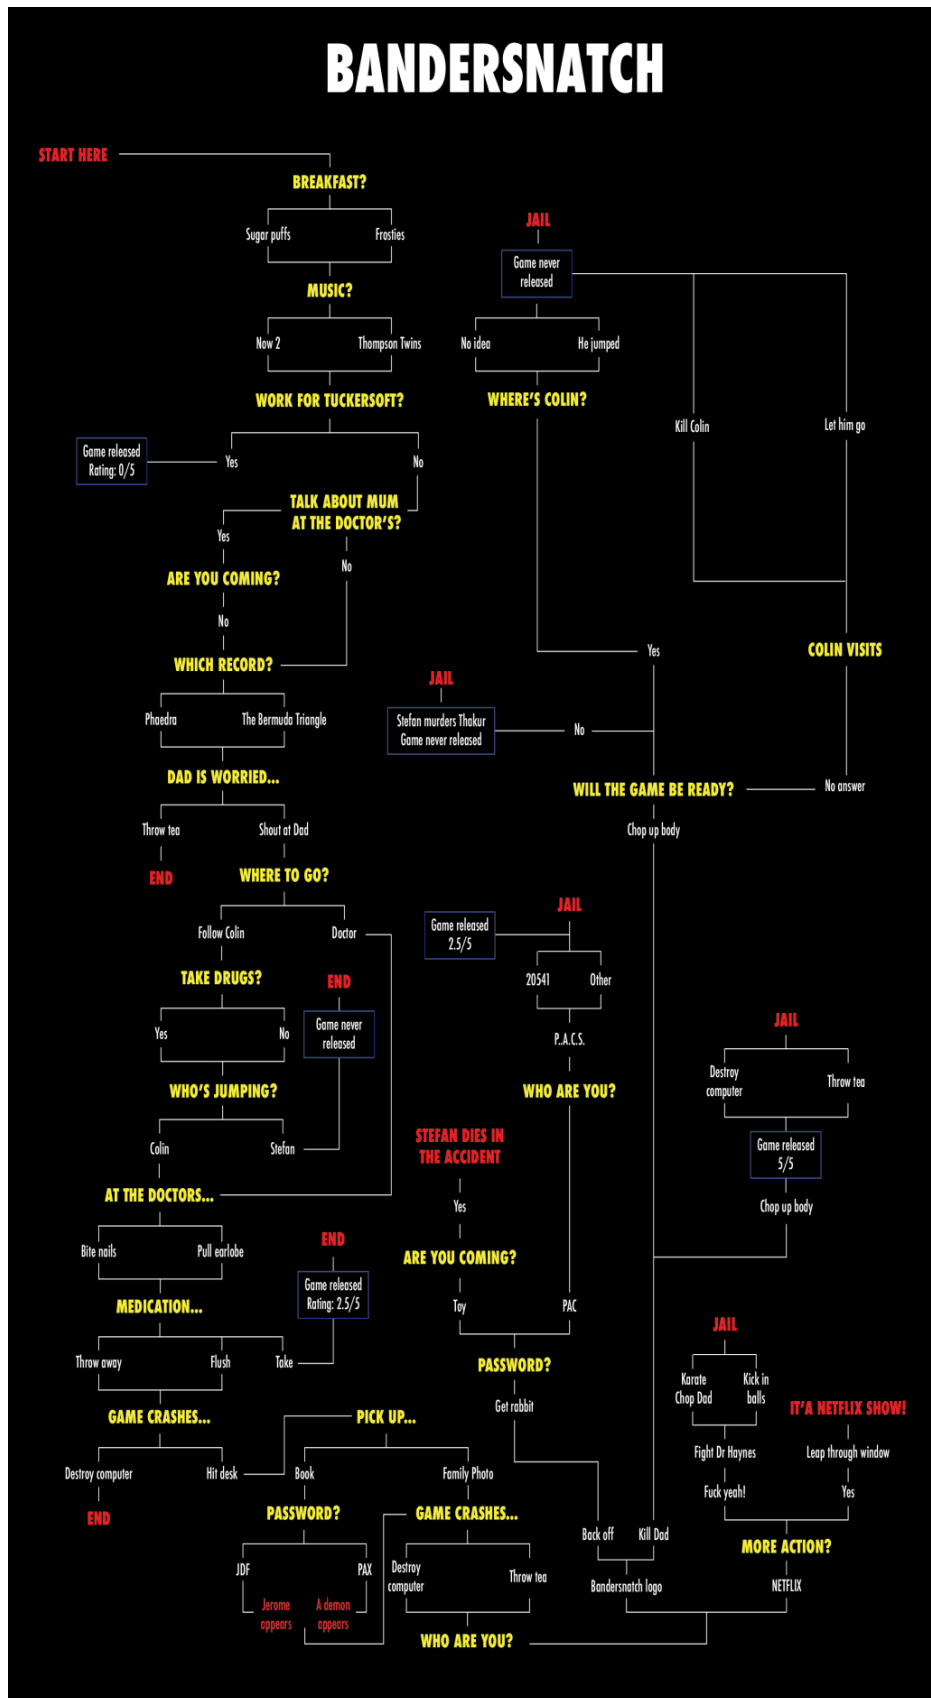 BANDERSNATCH
START HERE
BREAKFAST?
Sugar puffs
Frosties
MUSIC?
Now 2
Thompson Twins
WORK FOR TUCKERSOFT?
Game released
Rating: 0/5
Yes
No
TALK ABOUT MUM
AT THE DOCTOR'S?
Yes
No
ARE YOU COMING?
No
WHICH RECORD?
Phaedra
The Bermuda Triangle
DAD IS WORRIED...
Throw tea
Shout at Dad
END
WHERE TO GO?
Follow Colin
Doctor
TAKE DRUGS?
Yes
No
END
Game never
released
WHO'S JUMPING?
Colin
Stefan
AT THE DOCTORS...
Bite nails
Pull earlobe
MEDICATION...
END
Game released
Rating: 2.5/5
Throw away
Flush
Take
GAME CRASHES...
Destroy computer
Hit desk
END
PICK UP...
Book
Family Photo
PASSWORD?
JDF
PAX
Jerome
appears
A demon
appears
GAME CRASHES...
Destroy
computer
Throw tea
WHO ARE YOU?
JAIL
Game never
released
No idea
He jumped
WHERE'S COLIN?
Kill Colin
Let him go
Yes
COLIN VISITS
JAIL
Stefan murders Thakur
Game never released
No
WILL THE GAME BE READY?
No answer
Chop up body
JAIL
Game released
2.5/5
20541
Other
P..A.C.S.
WHO ARE YOU?
STEFAN DIES IN
THE ACCIDENT
Yes
ARE YOU COMING?
Toy
PAC
PASSWORD?
Get rabbit
Back off
Kill Dad
Bandersnatch logo
JAIL
Destroy
computer
Throw tea
Game released
5/5
Chop up body
JAIL
Karate
Chop Dad
Kick in
balls
IT'A NETFLIX SHOW!
Fight Dr Haynes
Leap through window
Fuck yeah!
Yes
MORE ACTION?
NETFLIX